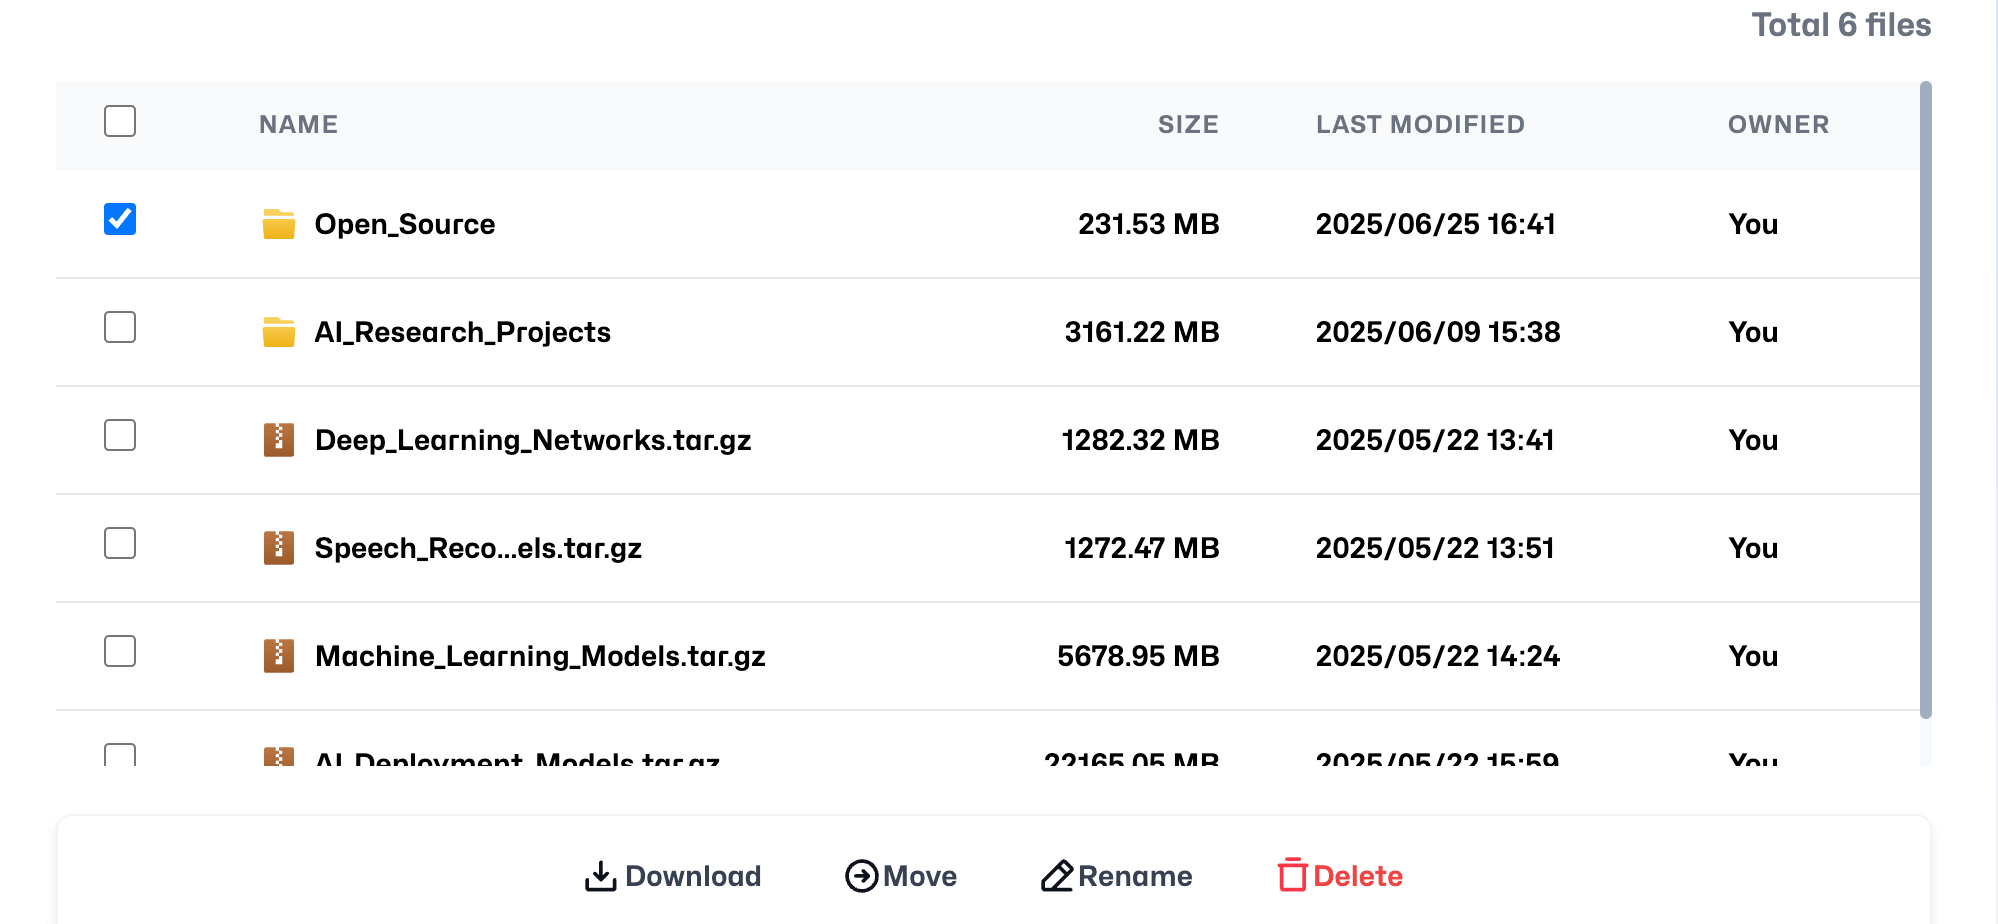 Total 6 files
NAME SIZE LAST MODIFIED OWNER
Open_Source 231.53 MB 2025/06/25 16:41 You
AI_Research_Projects 3161.22 MB 2025/06/09 15:38 You
Deep_Learning_Networks.tar.gz 1282.32 MB 2025/05/22 13:41 You
Speech_Reco...els.tar.gz 1272.47 MB 2025/05/22 13:51 You
Machine_Learning_Models.tar.gz 5678.95 MB 2025/05/22 14:24 You
AI_Deployment_Models.tar.gz 22165.05 MB 2025/05/22 15:59 You
Download Move Rename Delete